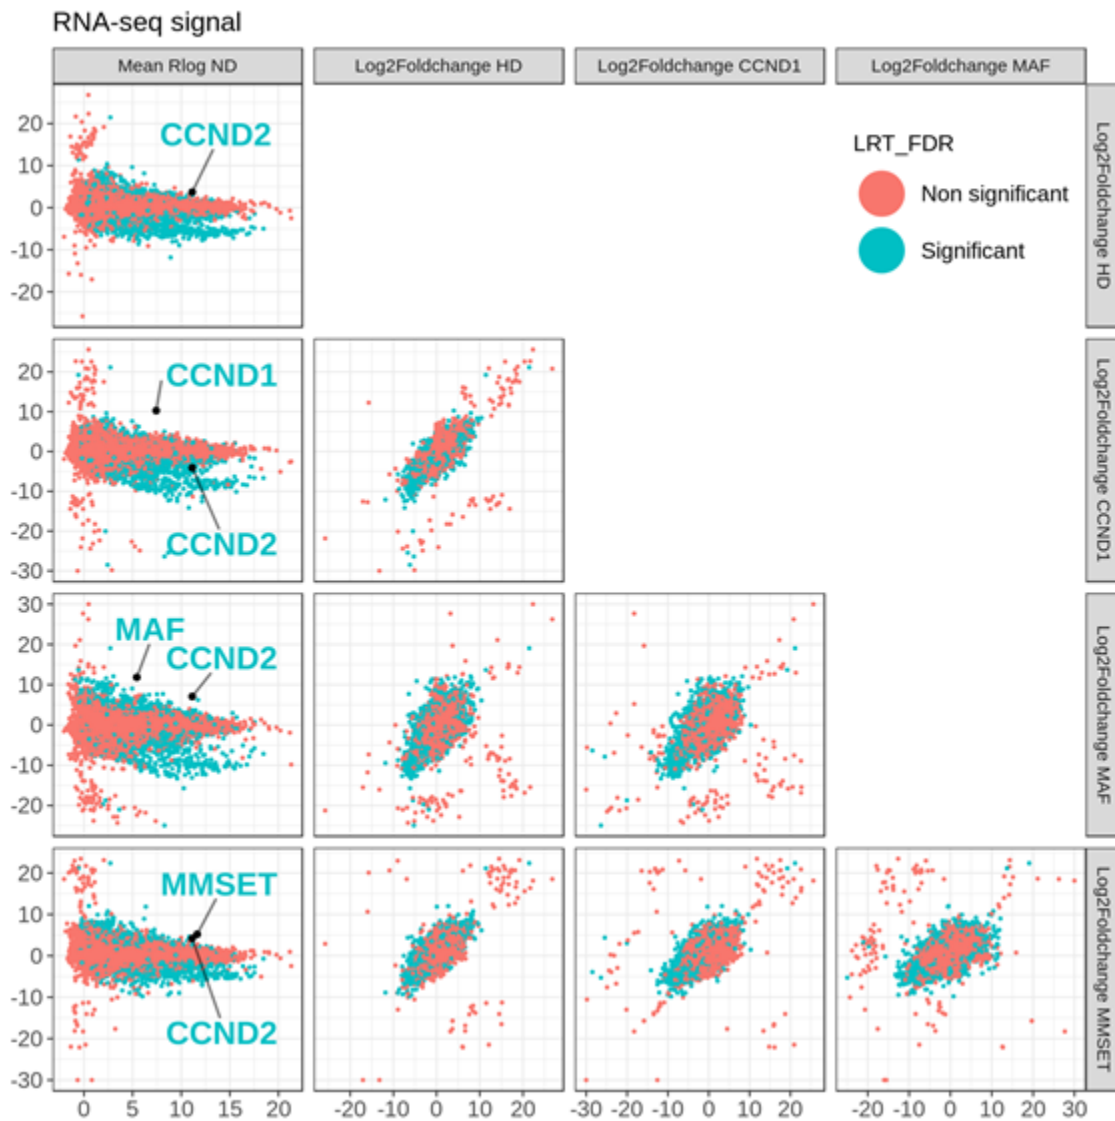 RNA-seq signal
Mean Rlog ND
Log2Foldchange HD
Log2Foldchange CCND1
Log2Foldchange MAF
20
10
0
-10
-20
CCND2
LRT_FDR
Non significant
Significant
Log2Foldchange HD
20
10
0
-10
-20
-30
CCND1
CCND2
Log2Foldchange CCND1
30
20
10
0
-10
-20
MAF
CCND2
Log2Foldchange MAF
20
10
0
-10
-20
-30
MMSET
CCND2
Log2Foldchange MMSET
0 5 10 15 20
-20 -10 0 10 20
-30 -20 -10 0 10 20
-20 -10 0 10 20 30